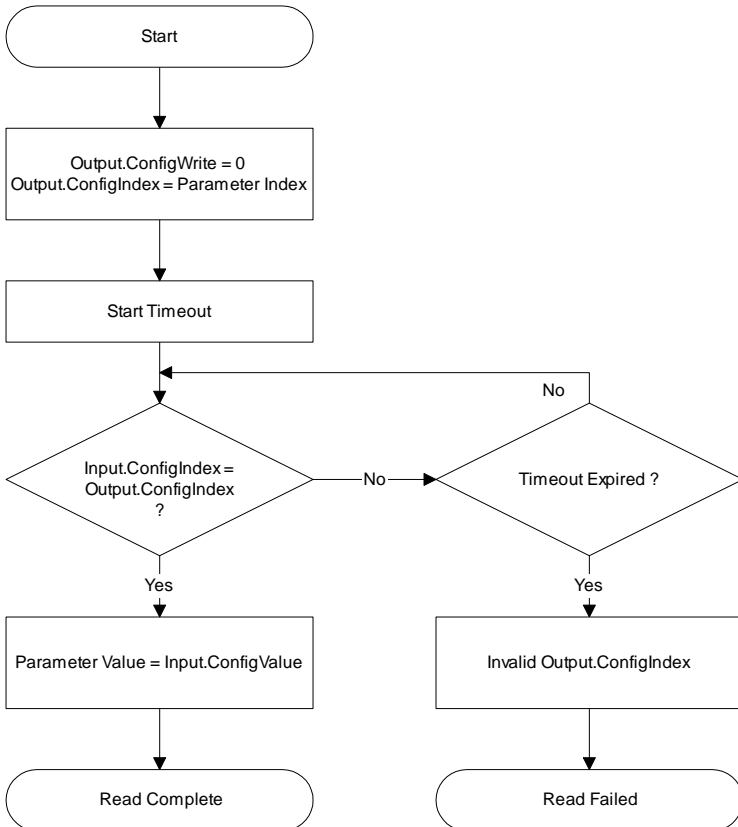 Start
Output.ConfigWrite = 0
Output.ConfigIndex = Parameter Index
Start Timeout
No
Input.ConfigIndex =
Output.ConfigIndex
?
No
Timeout Expired ?
Yes
Yes
Parameter Value = Input.ConfigValue
Invalid Output.ConfigIndex
Read Complete
Read Failed